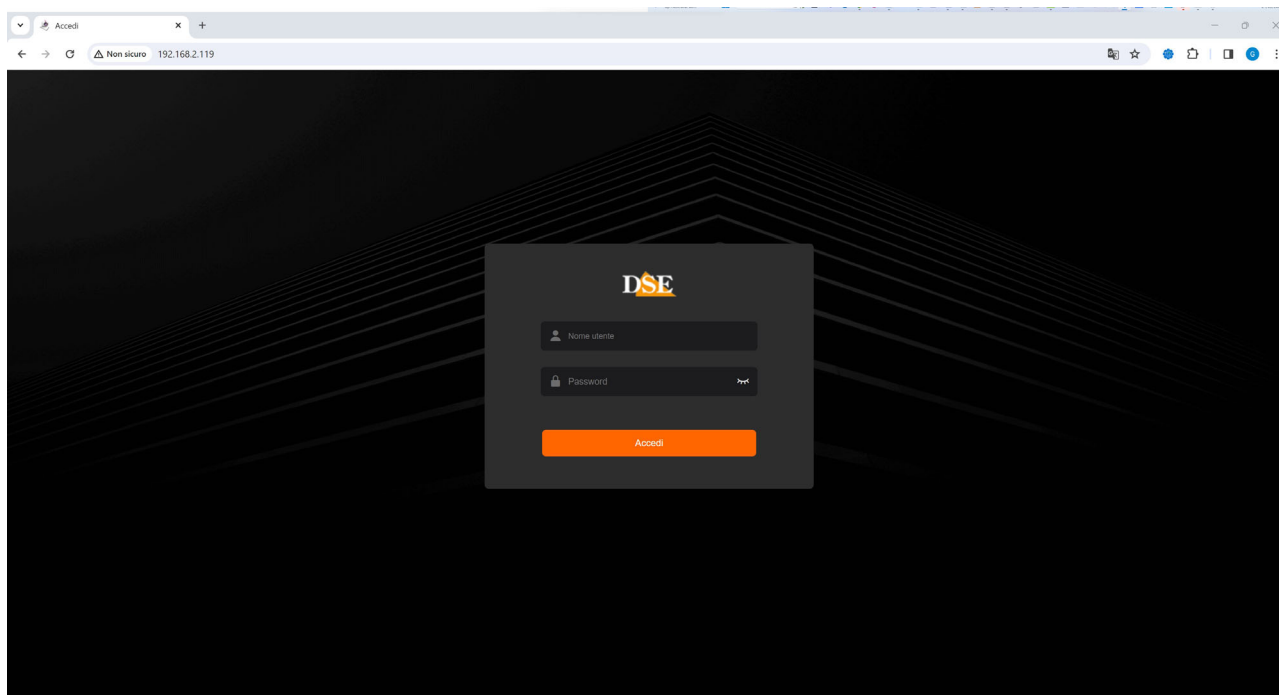 Accedi
Non sicuro 192.168.2.119
G
DSE
Nome utente
Password
Accedi